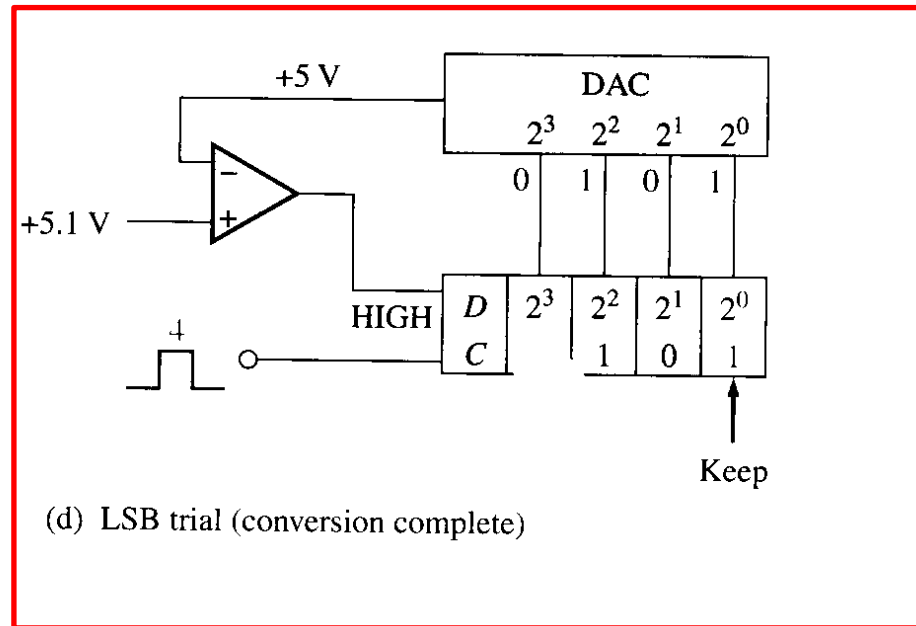 +5 V
DAC
2³ 2² 2¹ 2⁰
0 1 0 1
−
+5.1 V +
HIGH D 2³ 2² 2¹ 2⁰
4 C 1 0 1
Keep
(d) LSB trial (conversion complete)